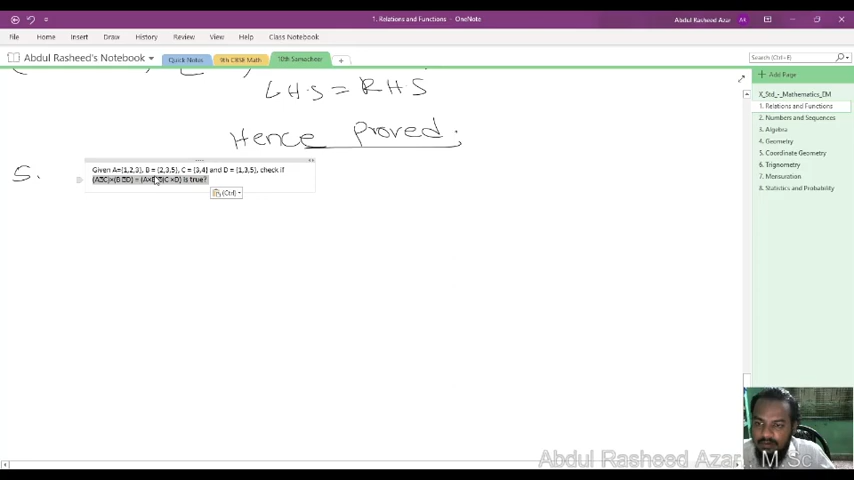 1. Relations and Functions - OneNote
Abdul Rasheed Azar AR
File Home Insert Draw History Review View Help Class Notebook
Abdul Rasheed's Notebook Quick Notes 9th CBSE Math 10th Samacheer
Search (Ctrl+E)
Add Page
X_Std_-_Mathematics_EM
1. Relations and Functions
2. Numbers and Sequences
3. Algebra
4. Geometry
5. Coordinate Geometry
6. Trigonometry
7. Mensuration
8. Statistics and Probability
LHS = RHS
Hence Proved.
5.
Given A={1,2,3}, B = {2,3,5}, C = {3,4} and D = {1,3,5}, check if
is true?
(Ctrl)
Abdul Rasheed Azar, M.Sc